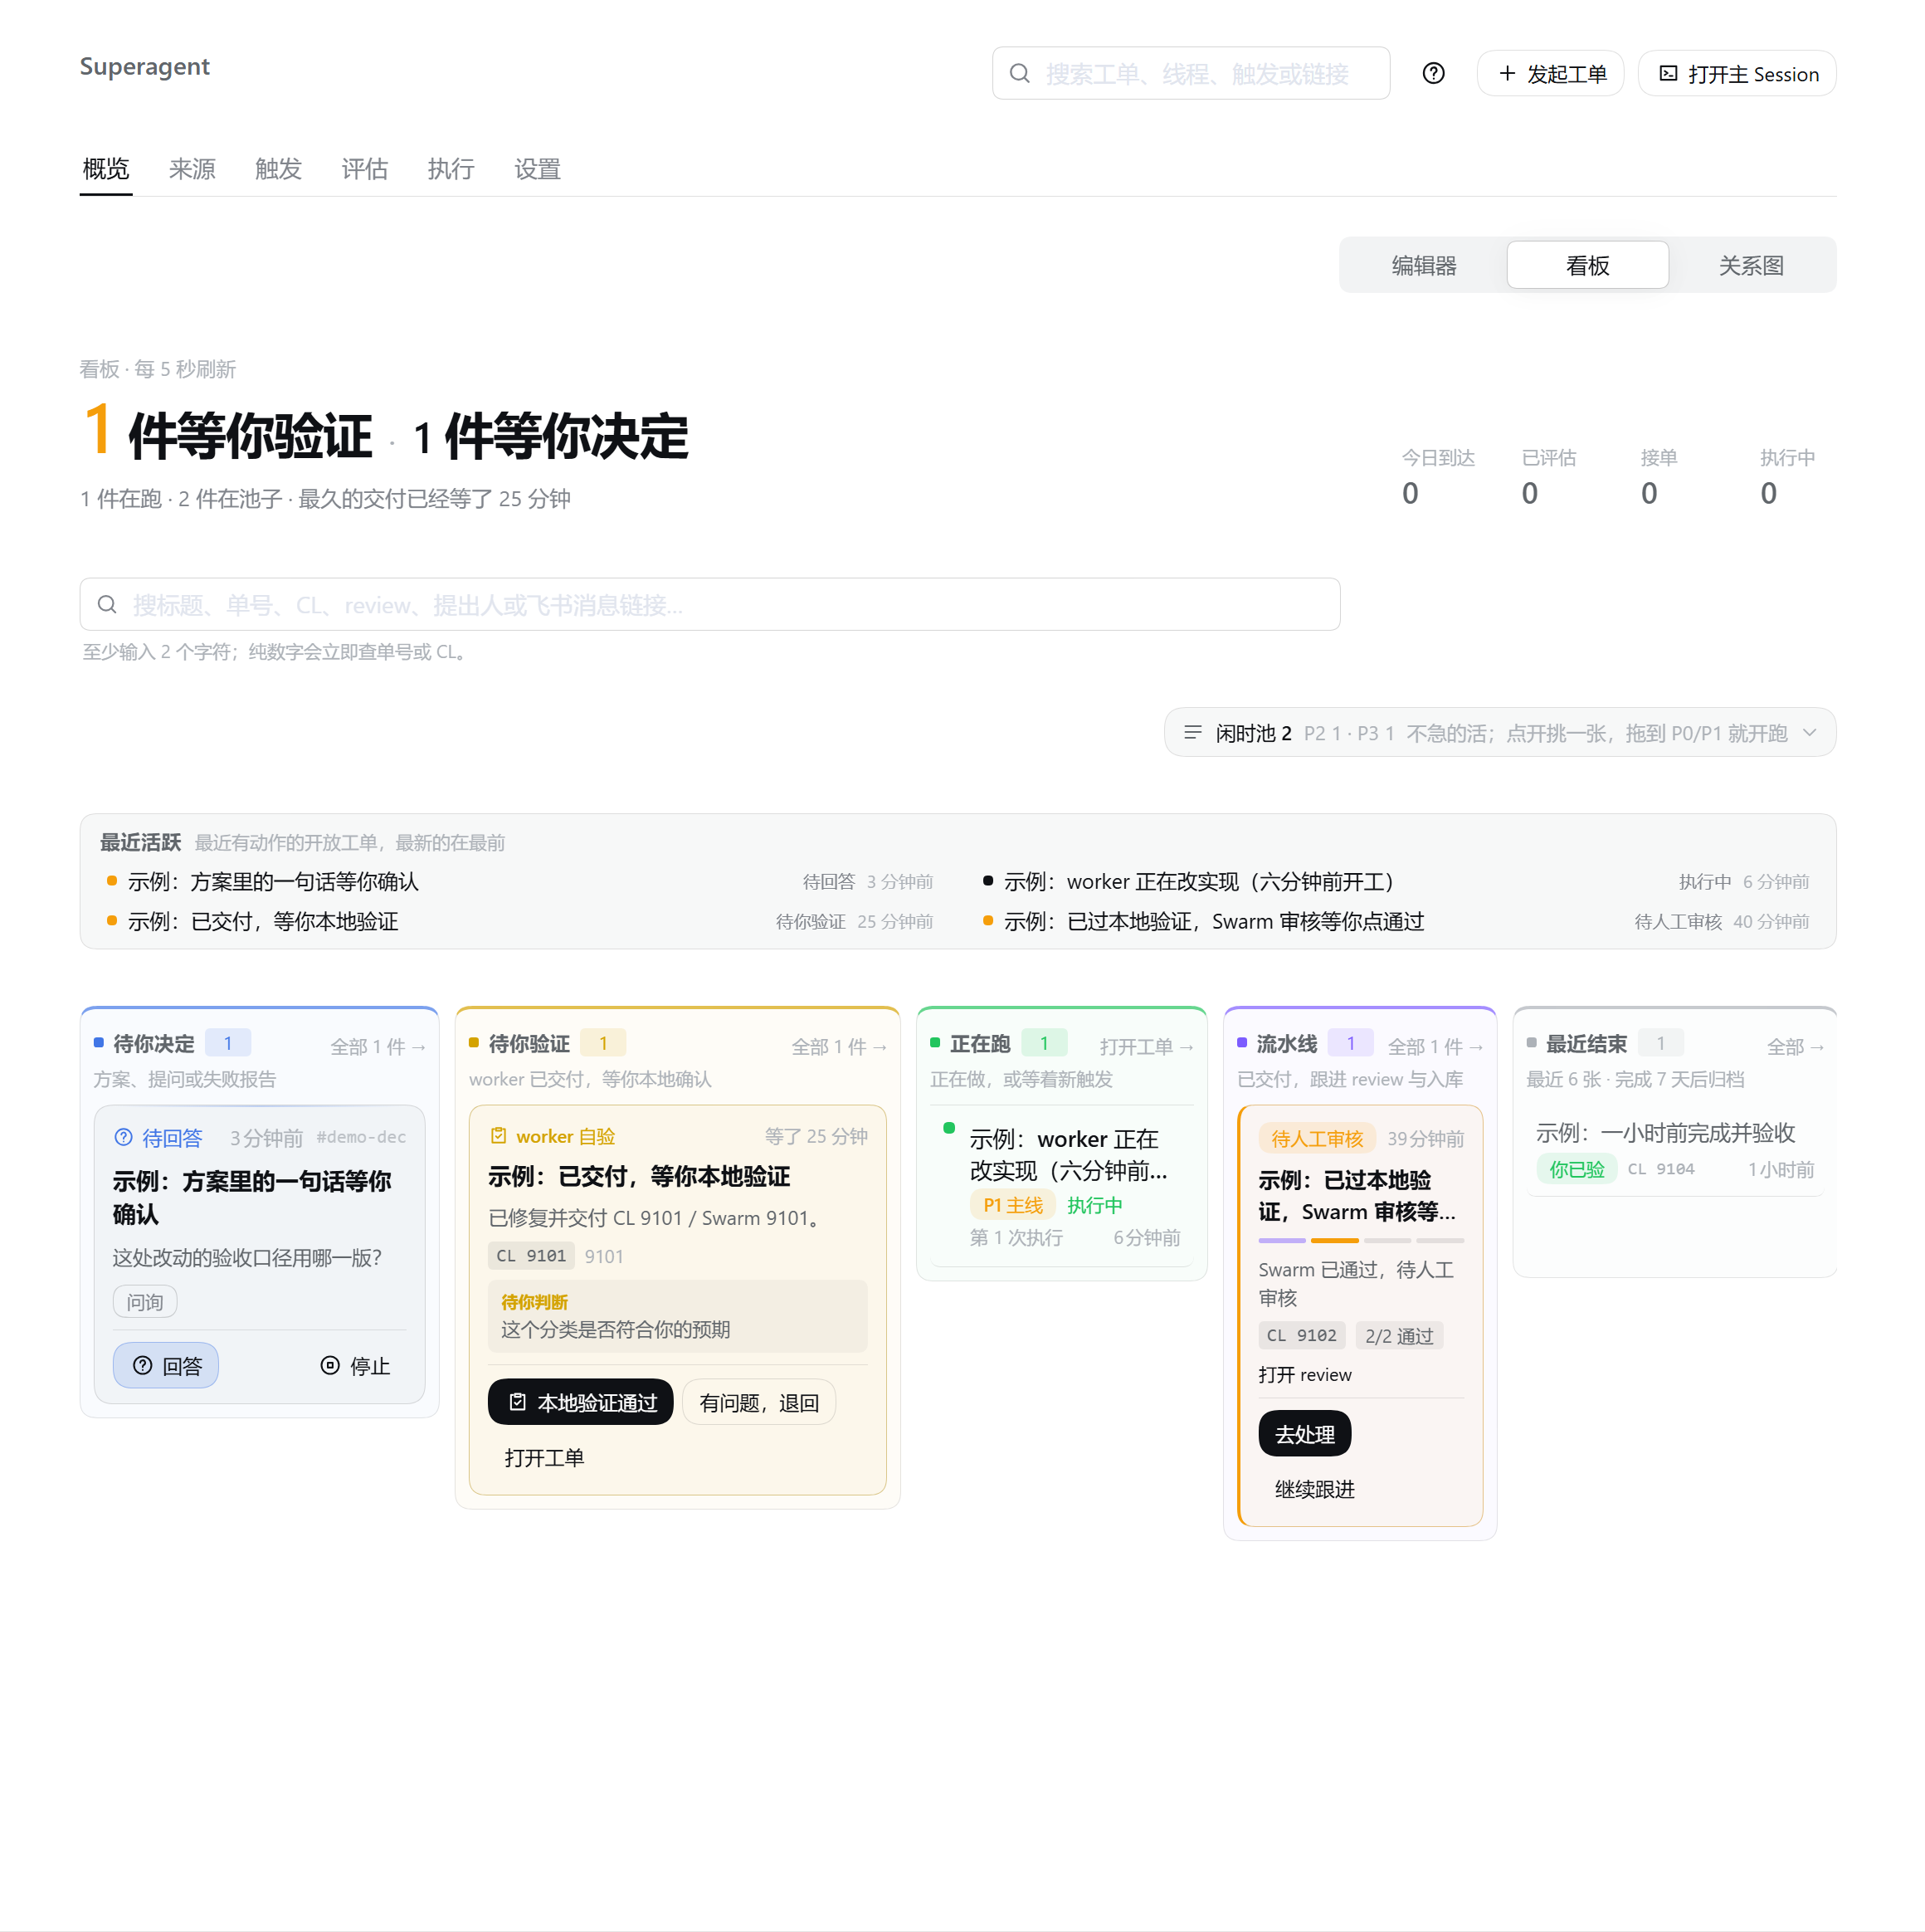 Superagent
搜索工单、线程、触发或链接
发起工单
打开主 Session
概览 来源 触发 评估 执行 设置
编辑器 看板 关系图
看板 · 每 5 秒刷新
1 件等你验证 · 1 件等你决定
1 件在跑 · 2 件在池子 · 最久的交付已经等了 25 分钟
今日到达 已评估 接单 执行中
0 0 0 0
搜标题、单号、CL、review、提出人或飞书消息链接...
至少输入 2 个字符；纯数字会立即查单号或 CL。
闲时池 2 P2 1 · P3 1 不急的活；点开挑一张，拖到 P0/P1 就开跑
最近活跃 最近有动作的开放工单，最新的在最前
示例：方案里的一句话等你确认 待回答 3 分钟前
示例：worker 正在改实现（六分钟前开工） 执行中 6 分钟前
示例：已交付，等你本地验证 待你验证 25 分钟前
示例：已过本地验证，Swarm 审核等你点通过 待人工审核 40 分钟前
待你决定 1 全部 1 件 →
方案、提问或失败报告
待回答 3 分钟前 #demo-dec
示例：方案里的一句话等你
确认
这处改动的验收口径用哪一版？
问询
回答 停止
待你验证 1 全部 1 件 →
worker 已交付，等你本地确认
worker 自验 等了 25 分钟
示例：已交付，等你本地验证
已修复并交付 CL 9101 / Swarm 9101。
CL 9101 9101
待你判断
这个分类是否符合你的预期
本地验证通过 有问题，退回
打开工单
正在跑 1 打开工单 →
正在做，或等着新触发
示例：worker 正在
改实现（六分钟前...
P1 主线 执行中
第 1 次执行 6 分钟前
流水线 1 全部 1 件 →
已交付，跟进 review 与入库
待人工审核 39 分钟前
示例：已过本地验
证，Swarm 审核等...
Swarm 已通过，待人工
审核
CL 9102 2/2 通过
打开 review
去处理
继续跟进
最近结束 1 全部 →
最近 6 张 · 完成 7 天后归档
示例：一小时前完成并验收
你已验 CL 9104 1 小时前